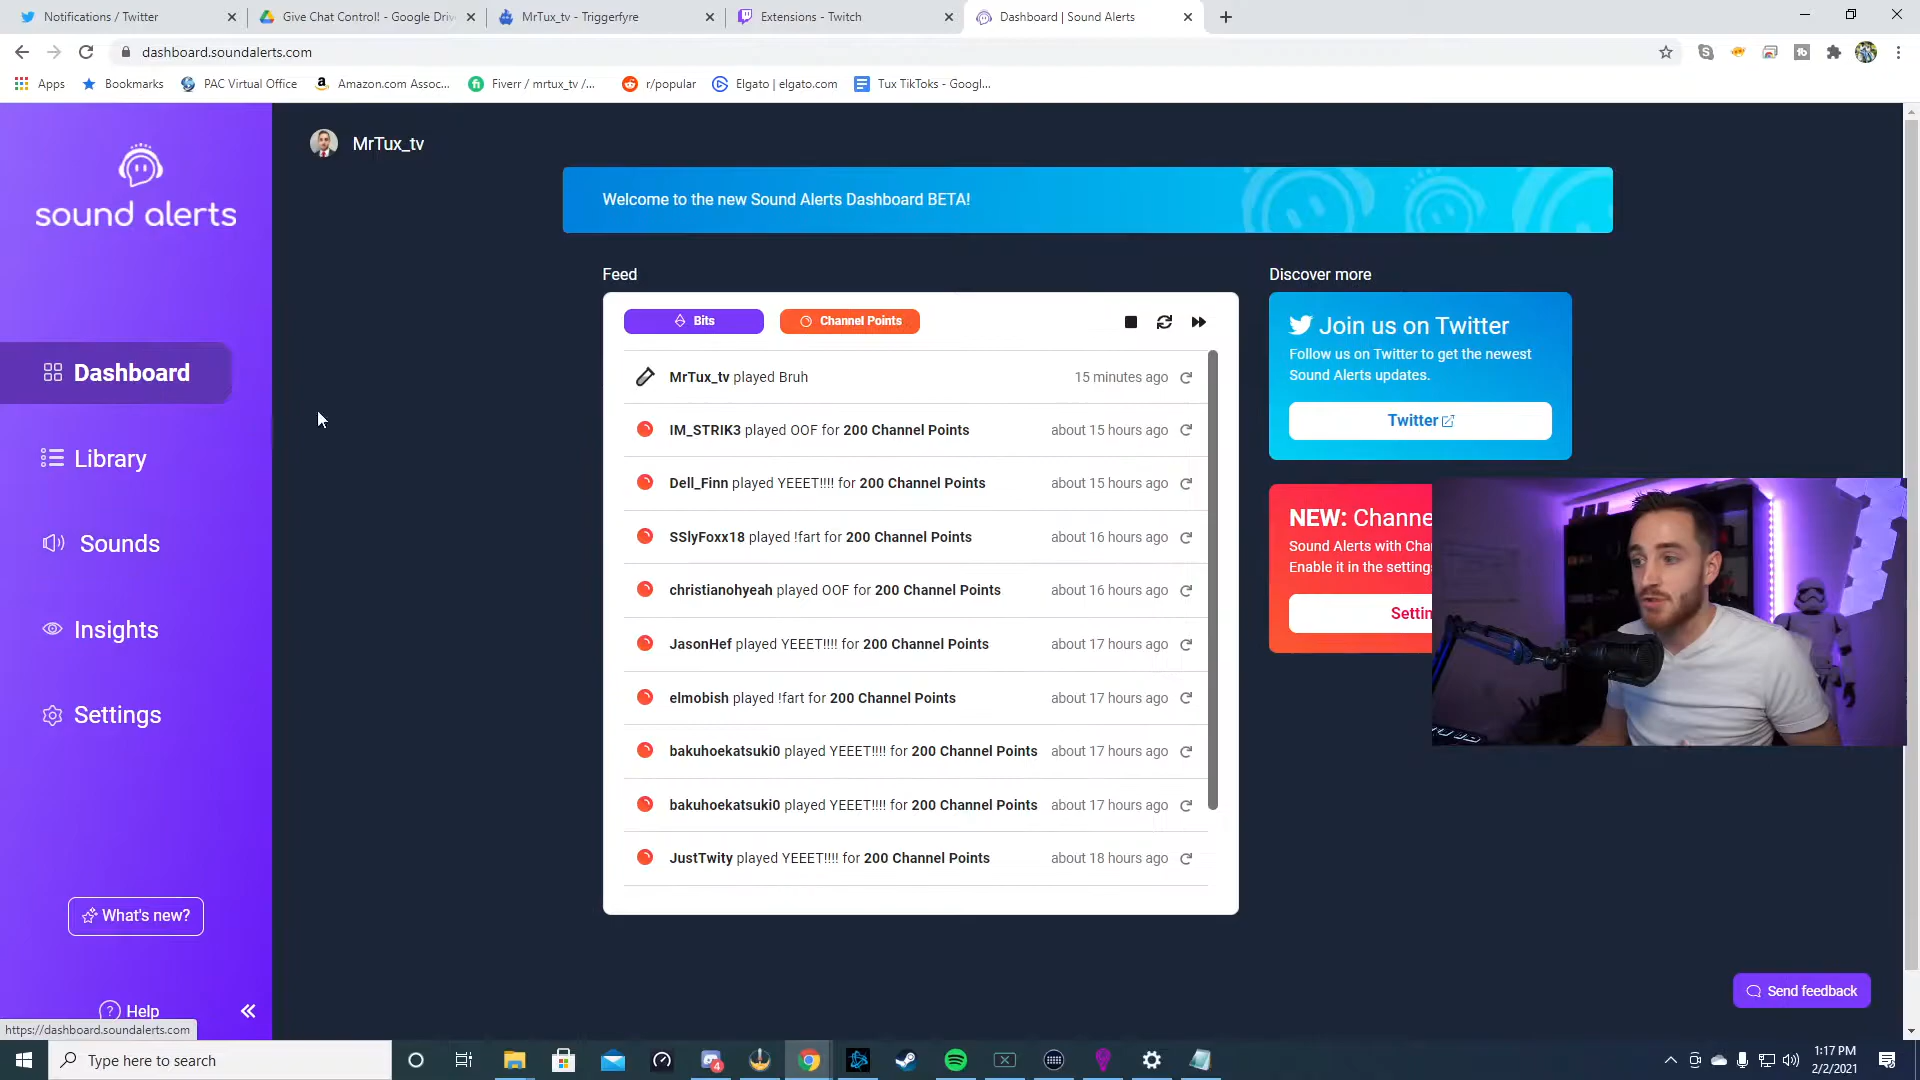 Notifications / Twitter
Give Chat Control! - Google Driv
MrTux_tv - Triggerfyre
Extensions - Twitch
Dashboard | Sound Alerts
dashboard.soundalerts.com
Apps
Bookmarks
PAC Virtual Office
Amazon.com Assoc...
Fiverr / mrtux_tv /...
r/popular
Elgato | elgato.com
Tux TikToks - Googl...
sound alerts
MrTux_tv
Welcome to the new Sound Alerts Dashboard BETA!
Dashboard
Library
Sounds
Insights
Settings
What's new?
Help
Feed
Bits
Channel Points
MrTux_tv played Bruh 15 minutes ago
IM_STRIK3 played OOF for 200 Channel Points about 15 hours ago
Dell_Finn played YEEET!!!! for 200 Channel Points about 15 hours ago
SSlyFoxx18 played !fart for 200 Channel Points about 16 hours ago
christianohyeah played OOF for 200 Channel Points about 16 hours ago
JasonHef played YEEET!!!! for 200 Channel Points about 17 hours ago
elmobish played !fart for 200 Channel Points about 17 hours ago
bakuhoekatsuki0 played YEEET!!!! for 200 Channel Points about 17 hours ago
bakuhoekatsuki0 played YEEET!!!! for 200 Channel Points about 17 hours ago
JustTwity played YEEET!!!! for 200 Channel Points about 18 hours ago
Discover more
Join us on Twitter
Follow us on Twitter to get the newest
Sound Alerts updates.
Twitter
NEW: Channe
Sound Alerts with Cha
Enable it in the setting
Settin
Send feedback
https://dashboard.soundalerts.com
Type here to search
4
1:17 PM
2/2/2021